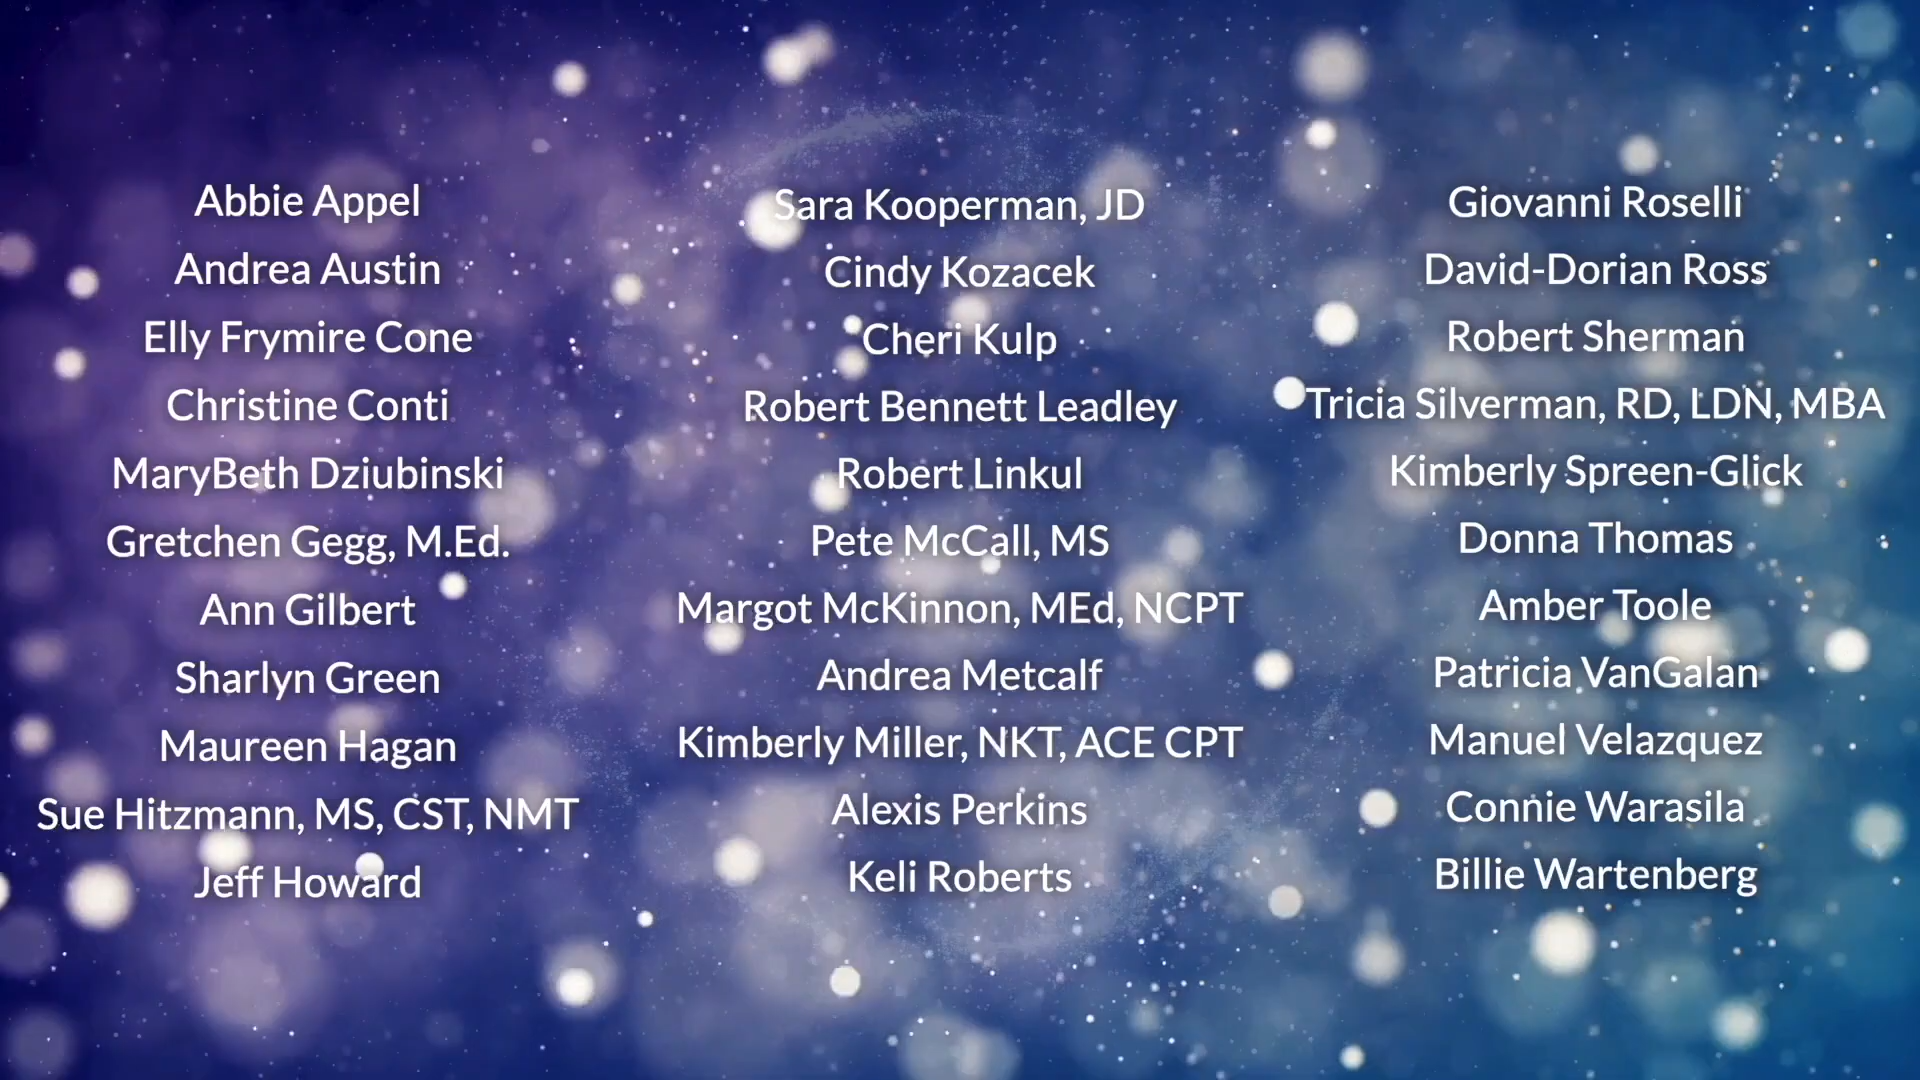 Abbie Appel
Andrea Austin
Elly Frymire Cone
Christine Conti
MaryBeth Dziubinski
Gretchen Gegg, M.Ed.
Ann Gilbert
Sharlyn Green
Maureen Hagan
Sue Hitzmann, MS, CST, NMT
Jeff Howard
Sara Kooperman, JD
Cindy Kozacek
Cheri Kulp
Robert Bennett Leadley
Robert Linkul
Pete McCall, MS
Margot McKinnon, MEd, NCPT
Andrea Metcalf
Kimberly Miller, NKT, ACE CPT
Alexis Perkins
Keli Roberts
Giovanni Roselli
David-Dorian Ross
Robert Sherman
Tricia Silverman, RD, LDN, MBA
Kimberly Spreen-Glick
Donna Thomas
Amber Toole
Patricia VanGalan
Manuel Velazquez
Connie Warasila
Billie Wartenberg